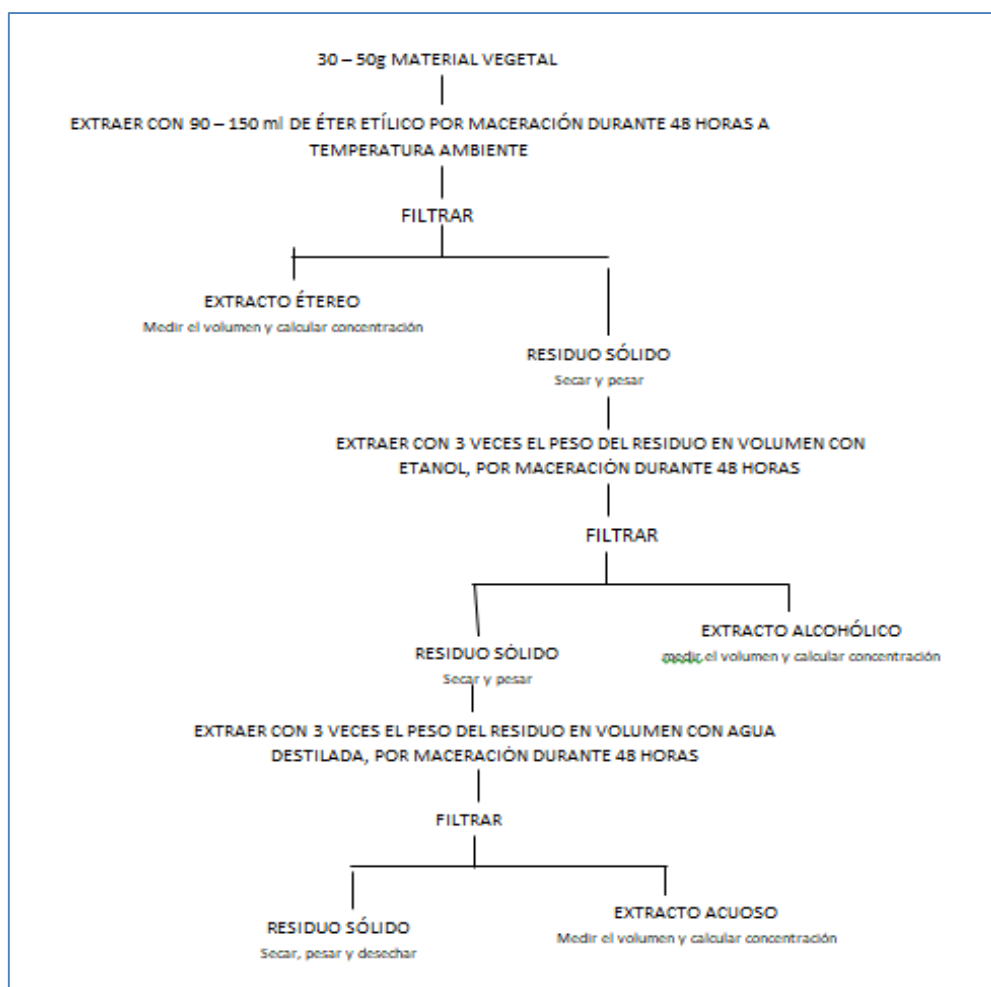 30 – 50g MATERIAL VEGETAL
EXTRAER CON 90 – 150 ml DE ÉTER ETÍLICO POR MACERACIÓN DURANTE 48 HORAS A
TEMPERATURA AMBIENTE
FILTRAR
EXTRACTO ÉTEREO
Medir el volumen y calcular concentración
RESIDUO SÓLIDO
Secar y pesar
EXTRAER CON 3 VECES EL PESO DEL RESIDUO EN VOLUMEN CON
ETANOL, POR MACERACIÓN DURANTE 48 HORAS
FILTRAR
EXTRACTO ALCOHÓLICO
medir el volumen y calcular concentración
RESIDUO SÓLIDO
Secar y pesar
EXTRAER CON 3 VECES EL PESO DEL RESIDUO EN VOLUMEN CON AGUA
DESTILADA, POR MACERACIÓN DURANTE 48 HORAS
FILTRAR
RESIDUO SÓLIDO
Secar, pesar y desechar
EXTRACTO ACUOSO
Medir el volumen y calcular concentración